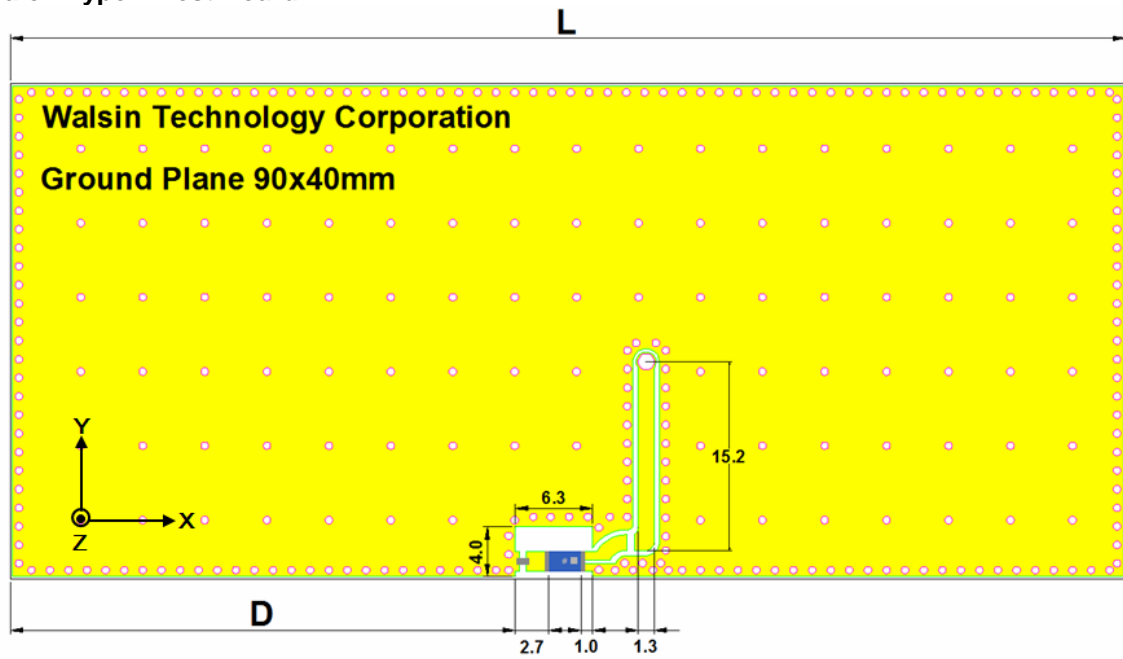 L
Walsin Technology Corporation
Ground Plane 90x40mm
15.2
Y
X
Z
6.3
4.0
D
2.7
1.0
1.3